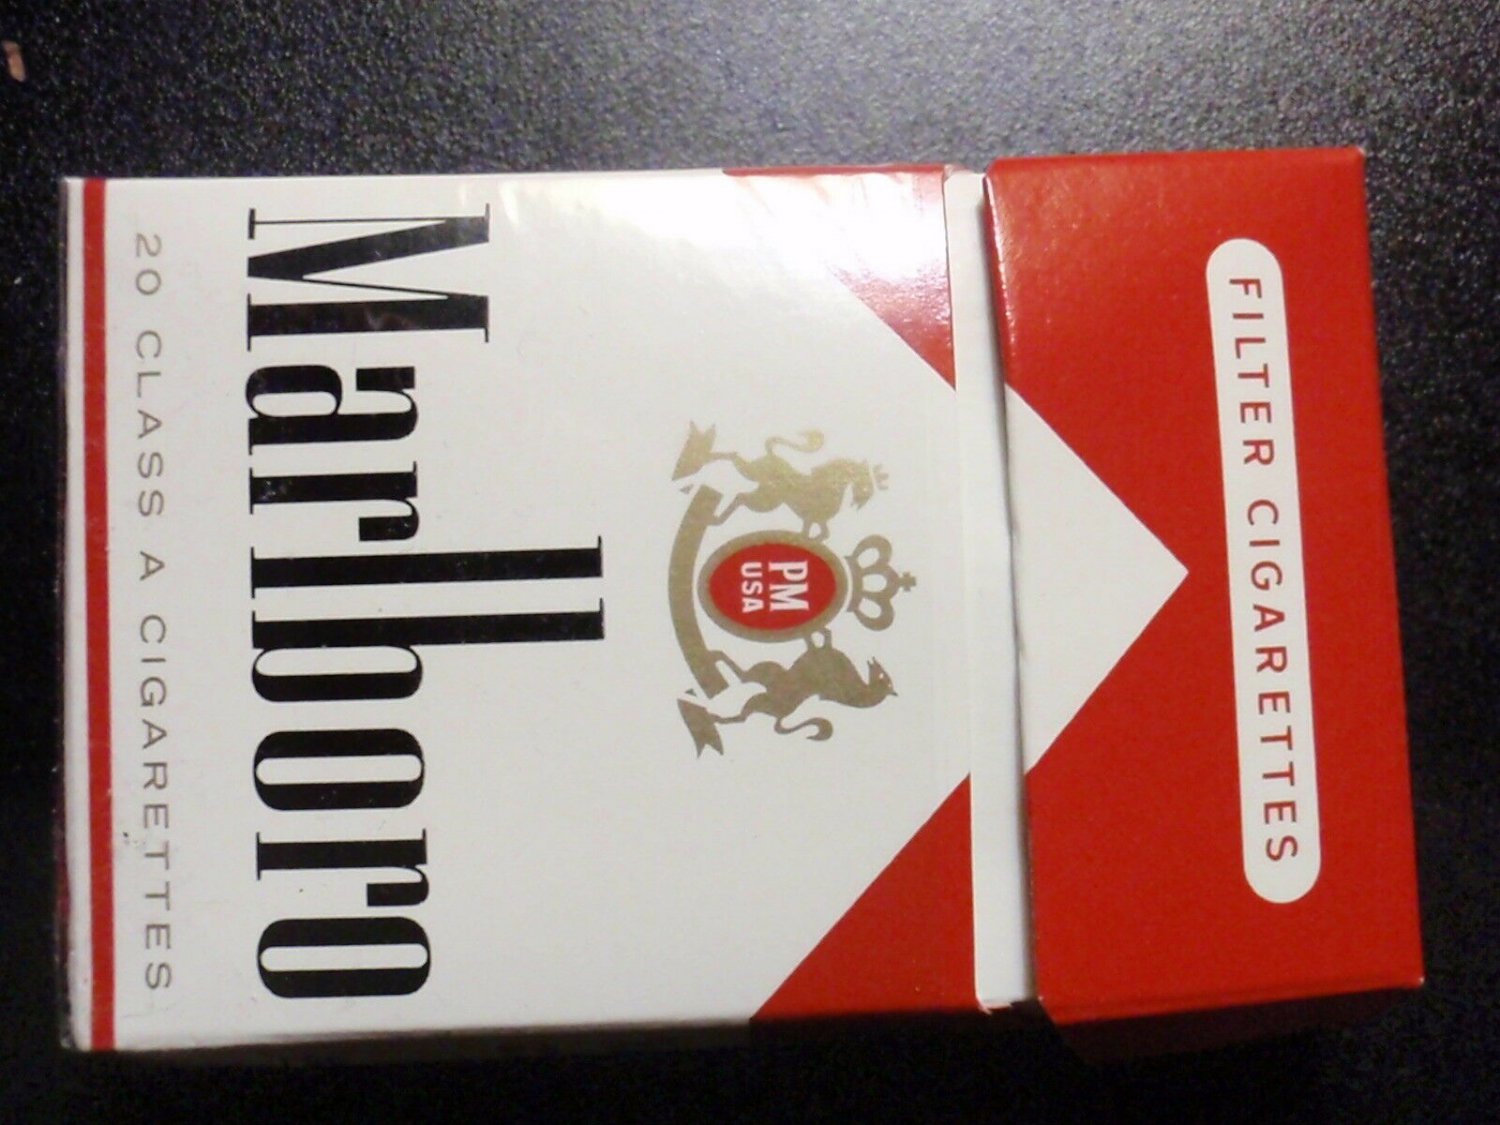 FILTER CIGARETTES
PM
USA
Marlboro
20 CLASS A CIGARETTES